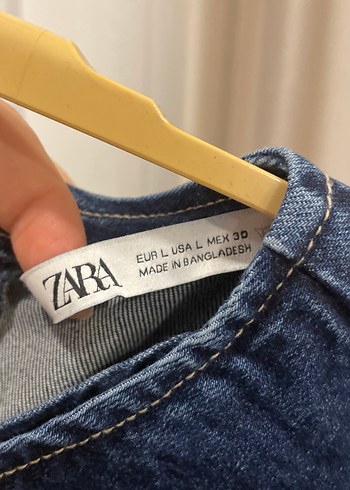 ZARA
EUR L USA L MEX 30
MADE IN BANGLADESH